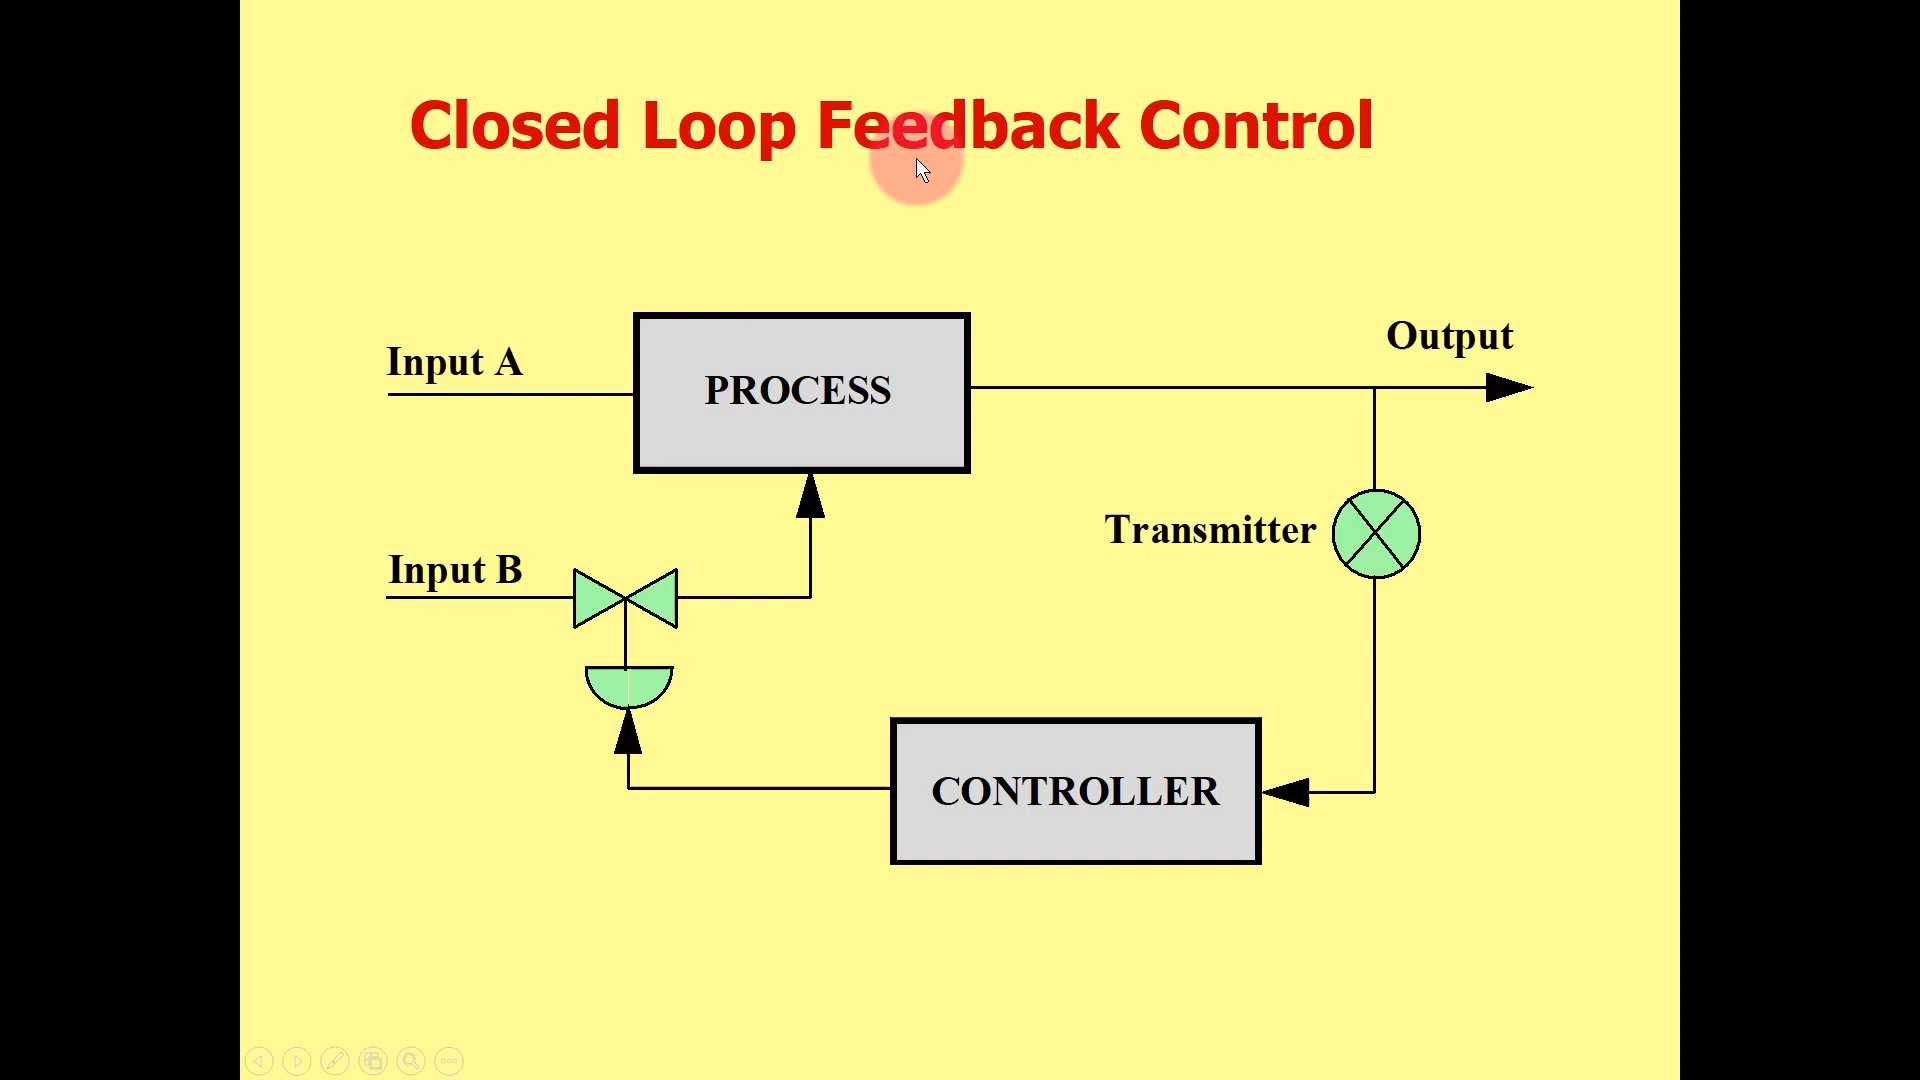 Closed Loop Feedback Control
Output
Input A
PROCESS
Transmitter
Input B
CONTROLLER